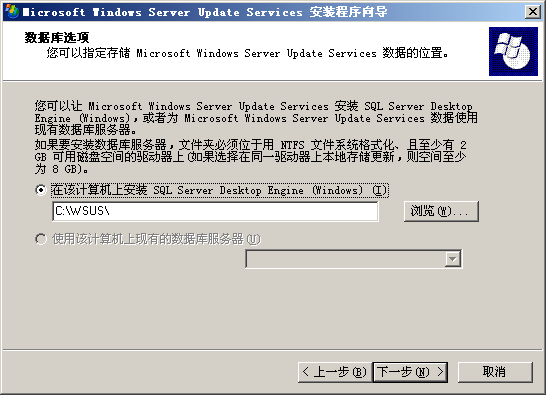 Microsoft Windows Server Update Services 安装程序向导
数据库选项
您可以指定存储 Microsoft Windows Server Update Services 数据的位置。
您可以让 Microsoft Windows Server Update Services 安装 SQL Server Desktop
Engine (Windows)，或者为 Microsoft Windows Server Update Services 数据使用
现有数据库服务器。
如果要安装数据库服务器，文件夹必须位于用 NTFS 文件系统格式化、且至少有 2
GB 可用磁盘空间的驱动器上(如果选择在同一驱动器上本地存储更新，则空间至少
为 8 GB)。
在该计算机上安装 SQL Server Desktop Engine (Windows) (I)
C:\WSUS\
浏览(W)...
使用该计算机上现有的数据库服务器(U)
< 上一步(B)
下一步(N) >
取消